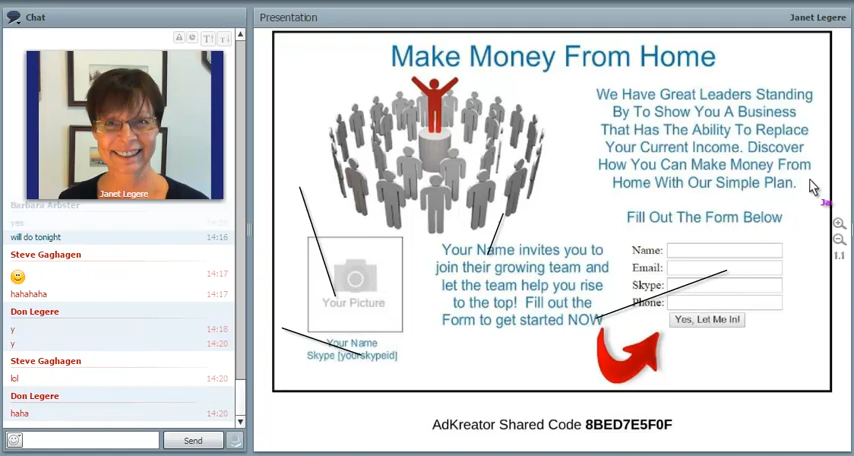 Chat
Janet Legere
Barbara Arbster
yes
will do tonight 14:16
Steve Gaghagen
14:17
hahahaha 14:17
Don Legere
y 14:18
y 14:20
Steve Gaghagen
lol 14:20
Don Legere
haha 14:20
Send
Presentation
Janet Legere
Make Money From Home
We Have Great Leaders Standing
By To Show You A Business
That Has The Ability To Replace
Your Current Income. Discover
How You Can Make Money From
Home With Our Simple Plan.
Fill Out The Form Below
Your Picture
Your Name
Skype [yourskypeid]
Your Name invites you to
join their growing team and
let the team help you rise
to the top! Fill out the
Form to get started NOW
Name:
Email:
Skype:
Phone:
Yes, Let Me In!
AdKreator Shared Code 8BED7E5F0F
1:1